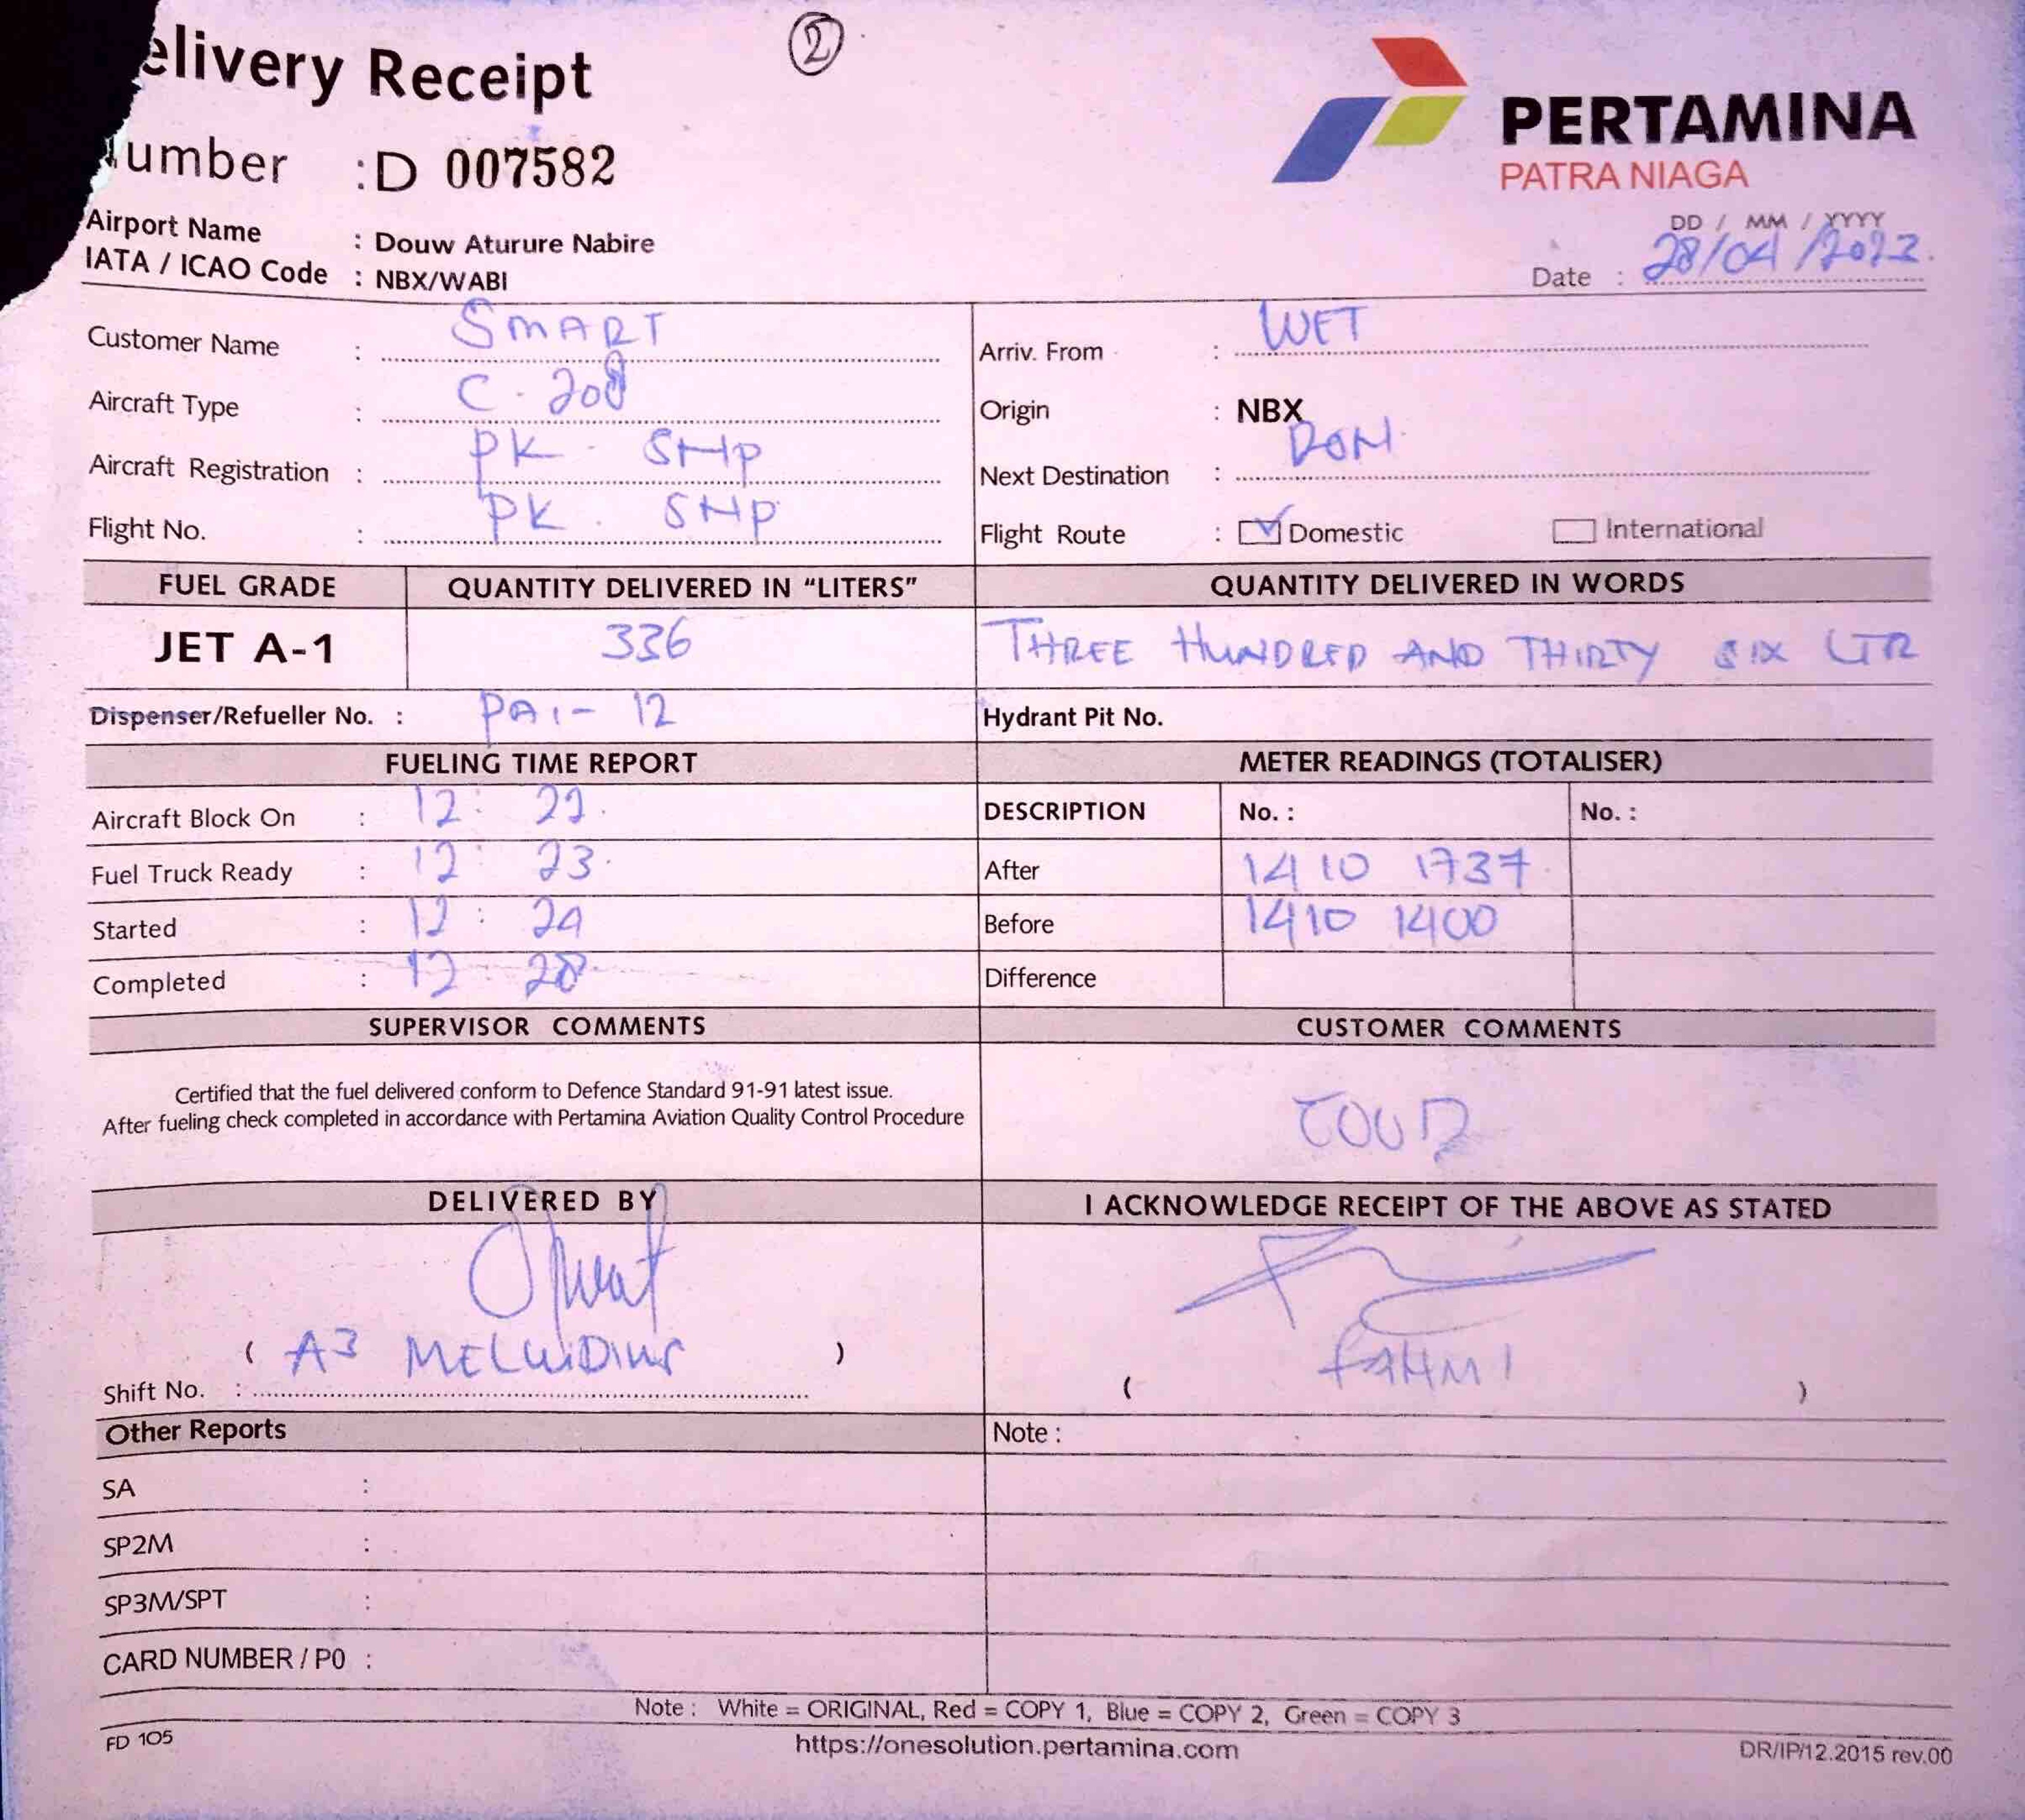 elivery Receipt
2
umber : D 007582
PERTAMINA
PATRA NIAGA
Airport Name : Douw Aturure Nabire
IATA / ICAO Code : NBX/WABI
DD / MM / YYYY
Date : 28/04/2023.
Customer Name : SMART
Arriv. From : WET
Aircraft Type : C-208
Origin : NBX
Aircraft Registration : PK - SHP
Next Destination :
Flight No. : PK . SHP
Flight Route : Domestic International
FUEL GRADE QUANTITY DELIVERED IN "LITERS" QUANTITY DELIVERED IN WORDS
JET A-1 336 THREE HUNDRED AND THIRTY SIX LTR
Dispenser/Refueller No. : PAI - 12 Hydrant Pit No.
FUELING TIME REPORT METER READINGS (TOTALISER)
Aircraft Block On : 12: 22.
DESCRIPTION No. : No. :
Fuel Truck Ready : 12: 23.
After 1410 1737
Started : 12 : 24
Before 1410 1400
Completed : 12 : 28
Difference
SUPERVISOR COMMENTS CUSTOMER COMMENTS
Certified that the fuel delivered conform to Defence Standard 91-91 latest issue.
After fueling check completed in accordance with Pertamina Aviation Quality Control Procedure
DELIVERED BY I ACKNOWLEDGE RECEIPT OF THE ABOVE AS STATED
( A3 )
Shift No. :
( FAHMI )
Other Reports Note :
SA :
SP2M :
SP3M/SPT :
CARD NUMBER / P0 :
Note : White = ORIGINAL, Red = COPY 1, Blue = COPY 2, Green = COPY 3
FD 105 https://onesolution.pertamina.com DR/IP/12.2015 rev.00